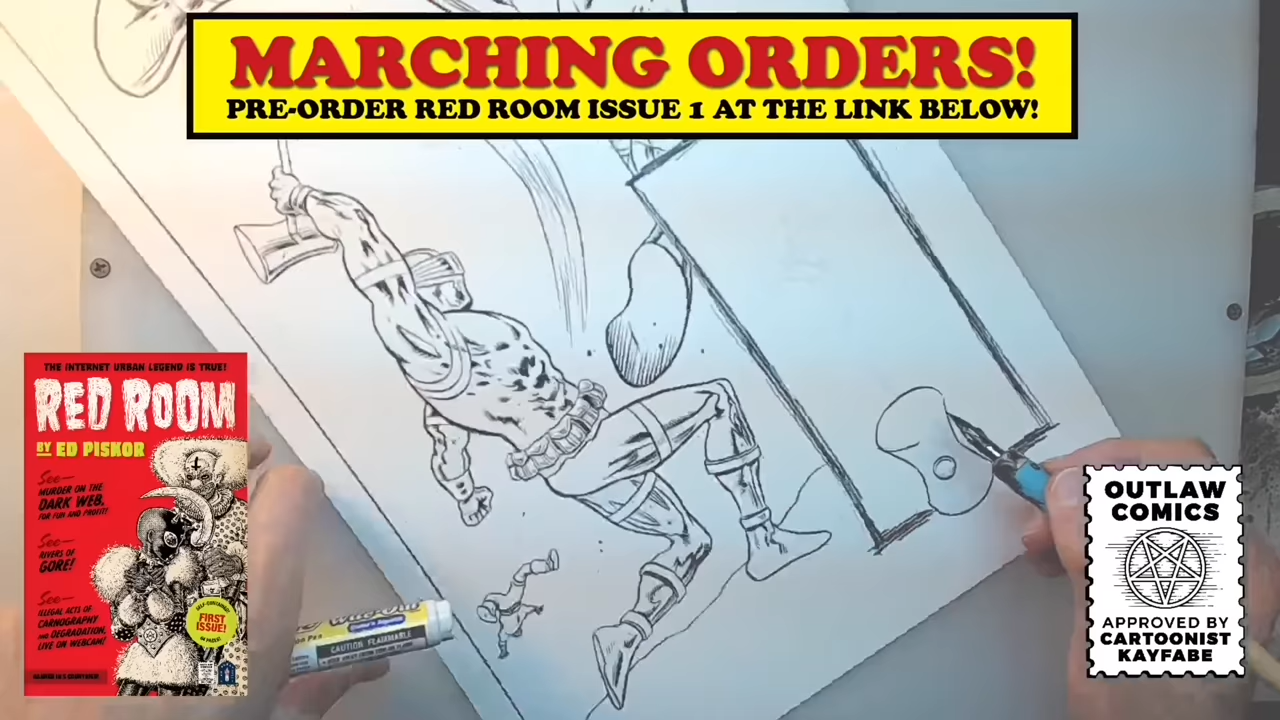 MARCHING ORDERS!
PRE-ORDER RED ROOM ISSUE 1 AT THE LINK BELOW!
THE INTERNET URBAN LEGEND IS TRUE!
RED ROOM
BY ED PISKOR
See—
MURDER ON THE
DARK WEB,
FOR FUN AND PROFIT!
See—
RIVERS OF
GORE!
See—
ILLEGAL ACTS OF
CARNOGRAPHY
AND DEGRADATION,
LIVE ON WEBCAM!
SELF-CONTAINED
FIRST
ISSUE!
CAUTION FLAMMABLE
OUTLAW
COMICS
APPROVED BY
CARTOONIST
KAYFABE